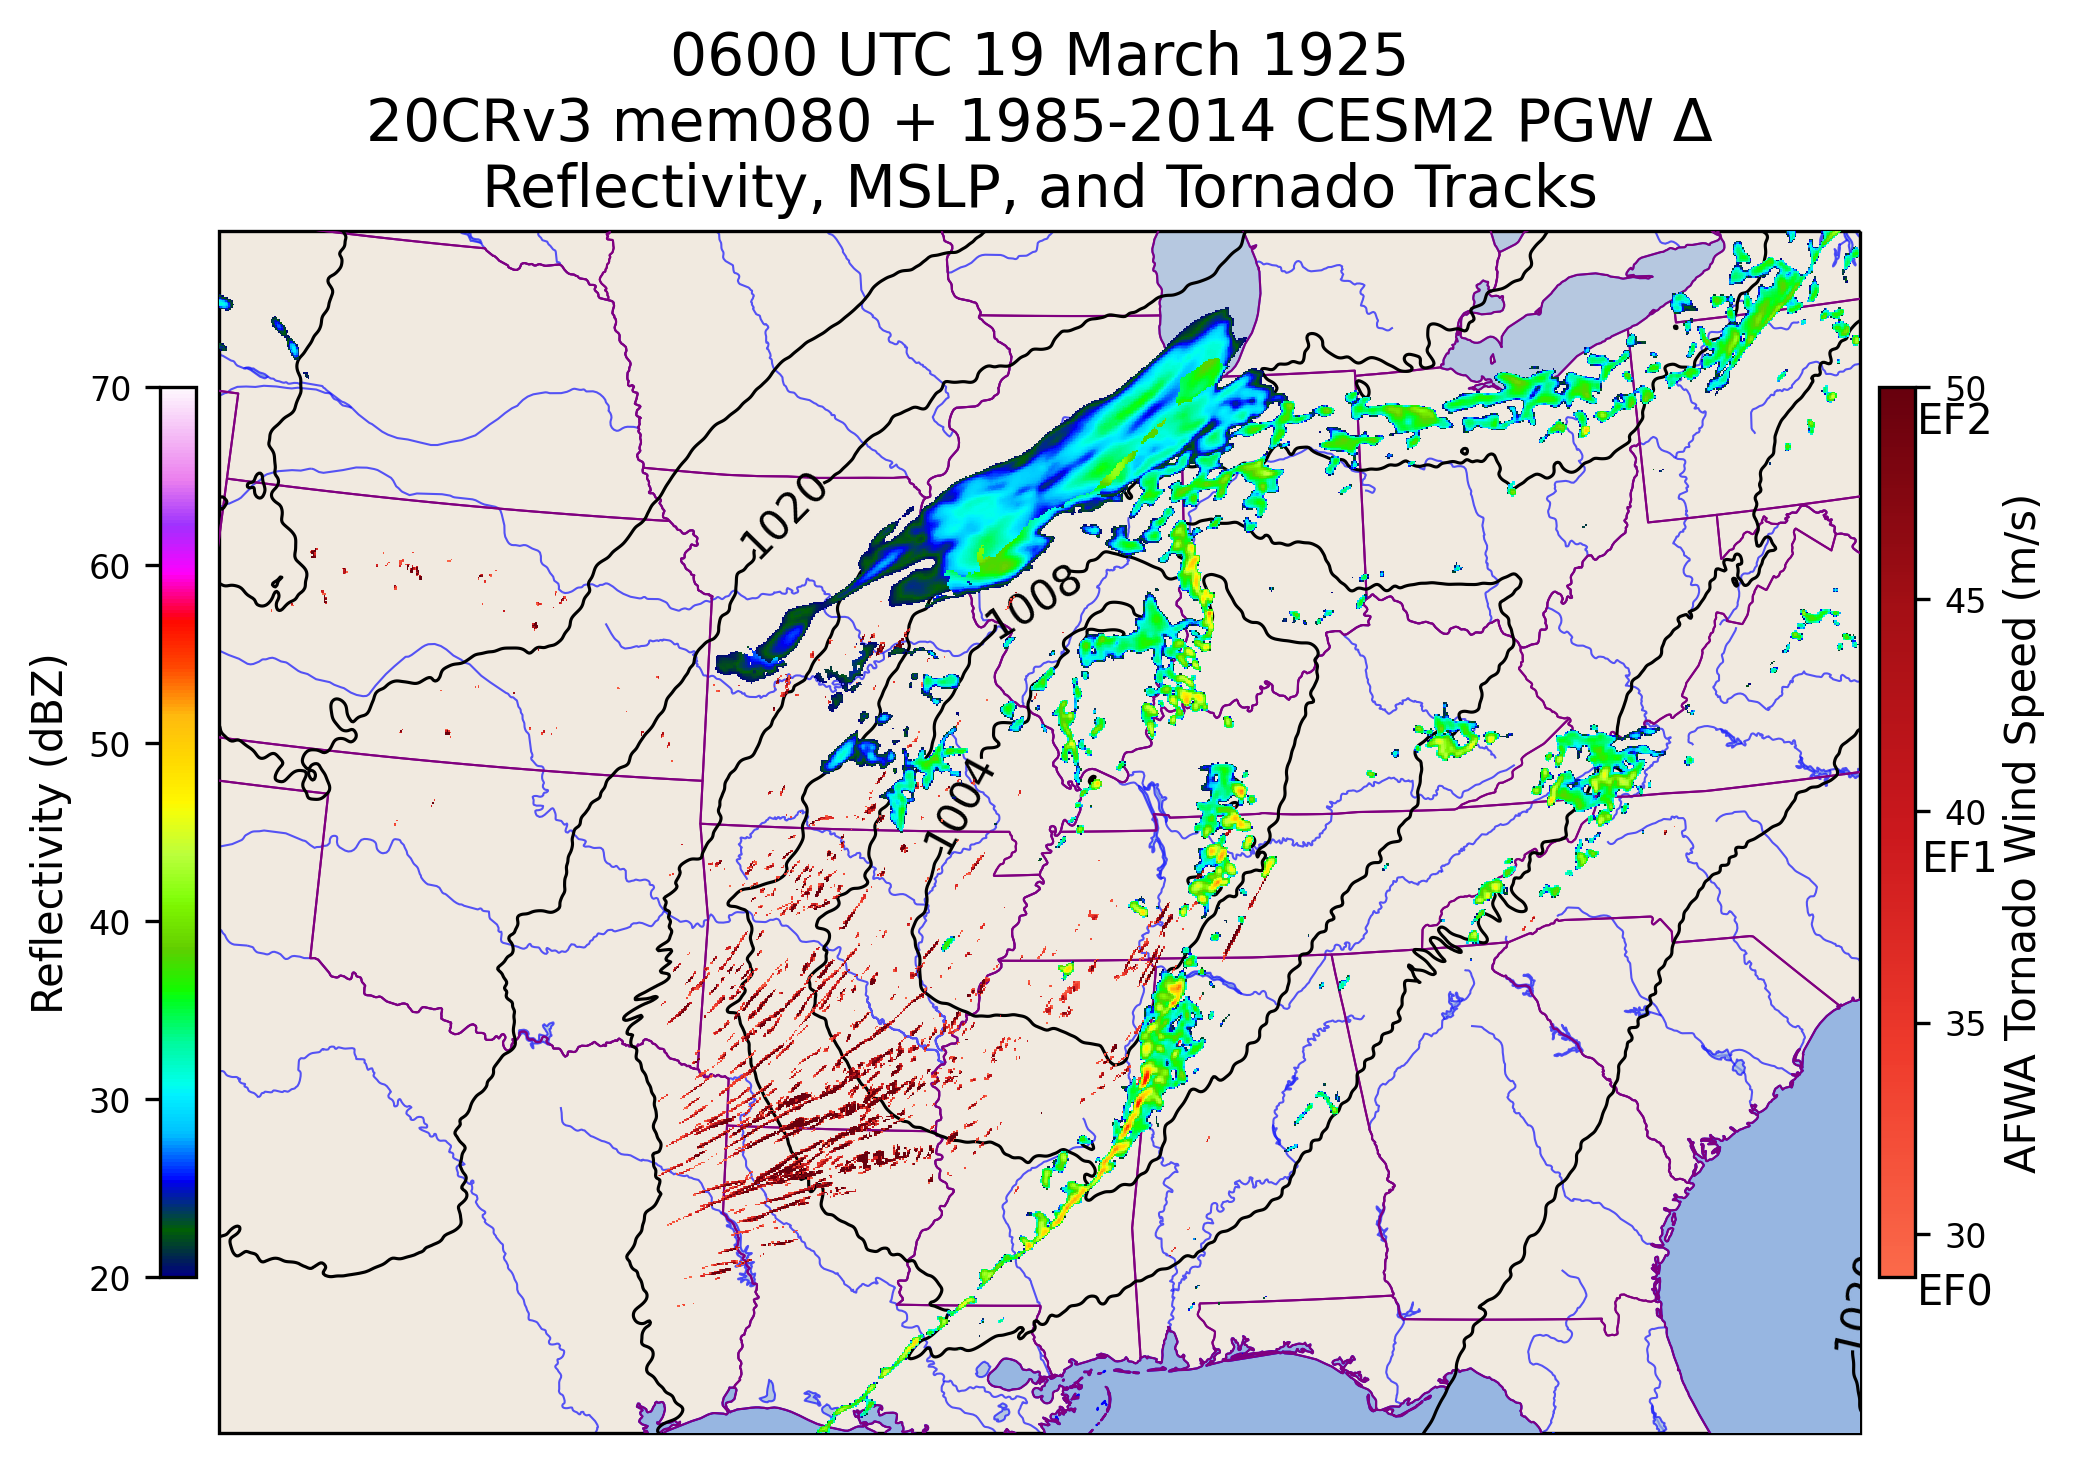 0600 UTC 19 March 1925
20CRv3 mem080 + 1985-2014 CESM2 PGW Δ
Reflectivity, MSLP, and Tornado Tracks
Reflectivity (dBZ)
70
60
50
40
30
20
1020
1008
1004
1020
50
EF2
45
40
EF1
35
30
EF0
AFWA Tornado Wind Speed (m/s)